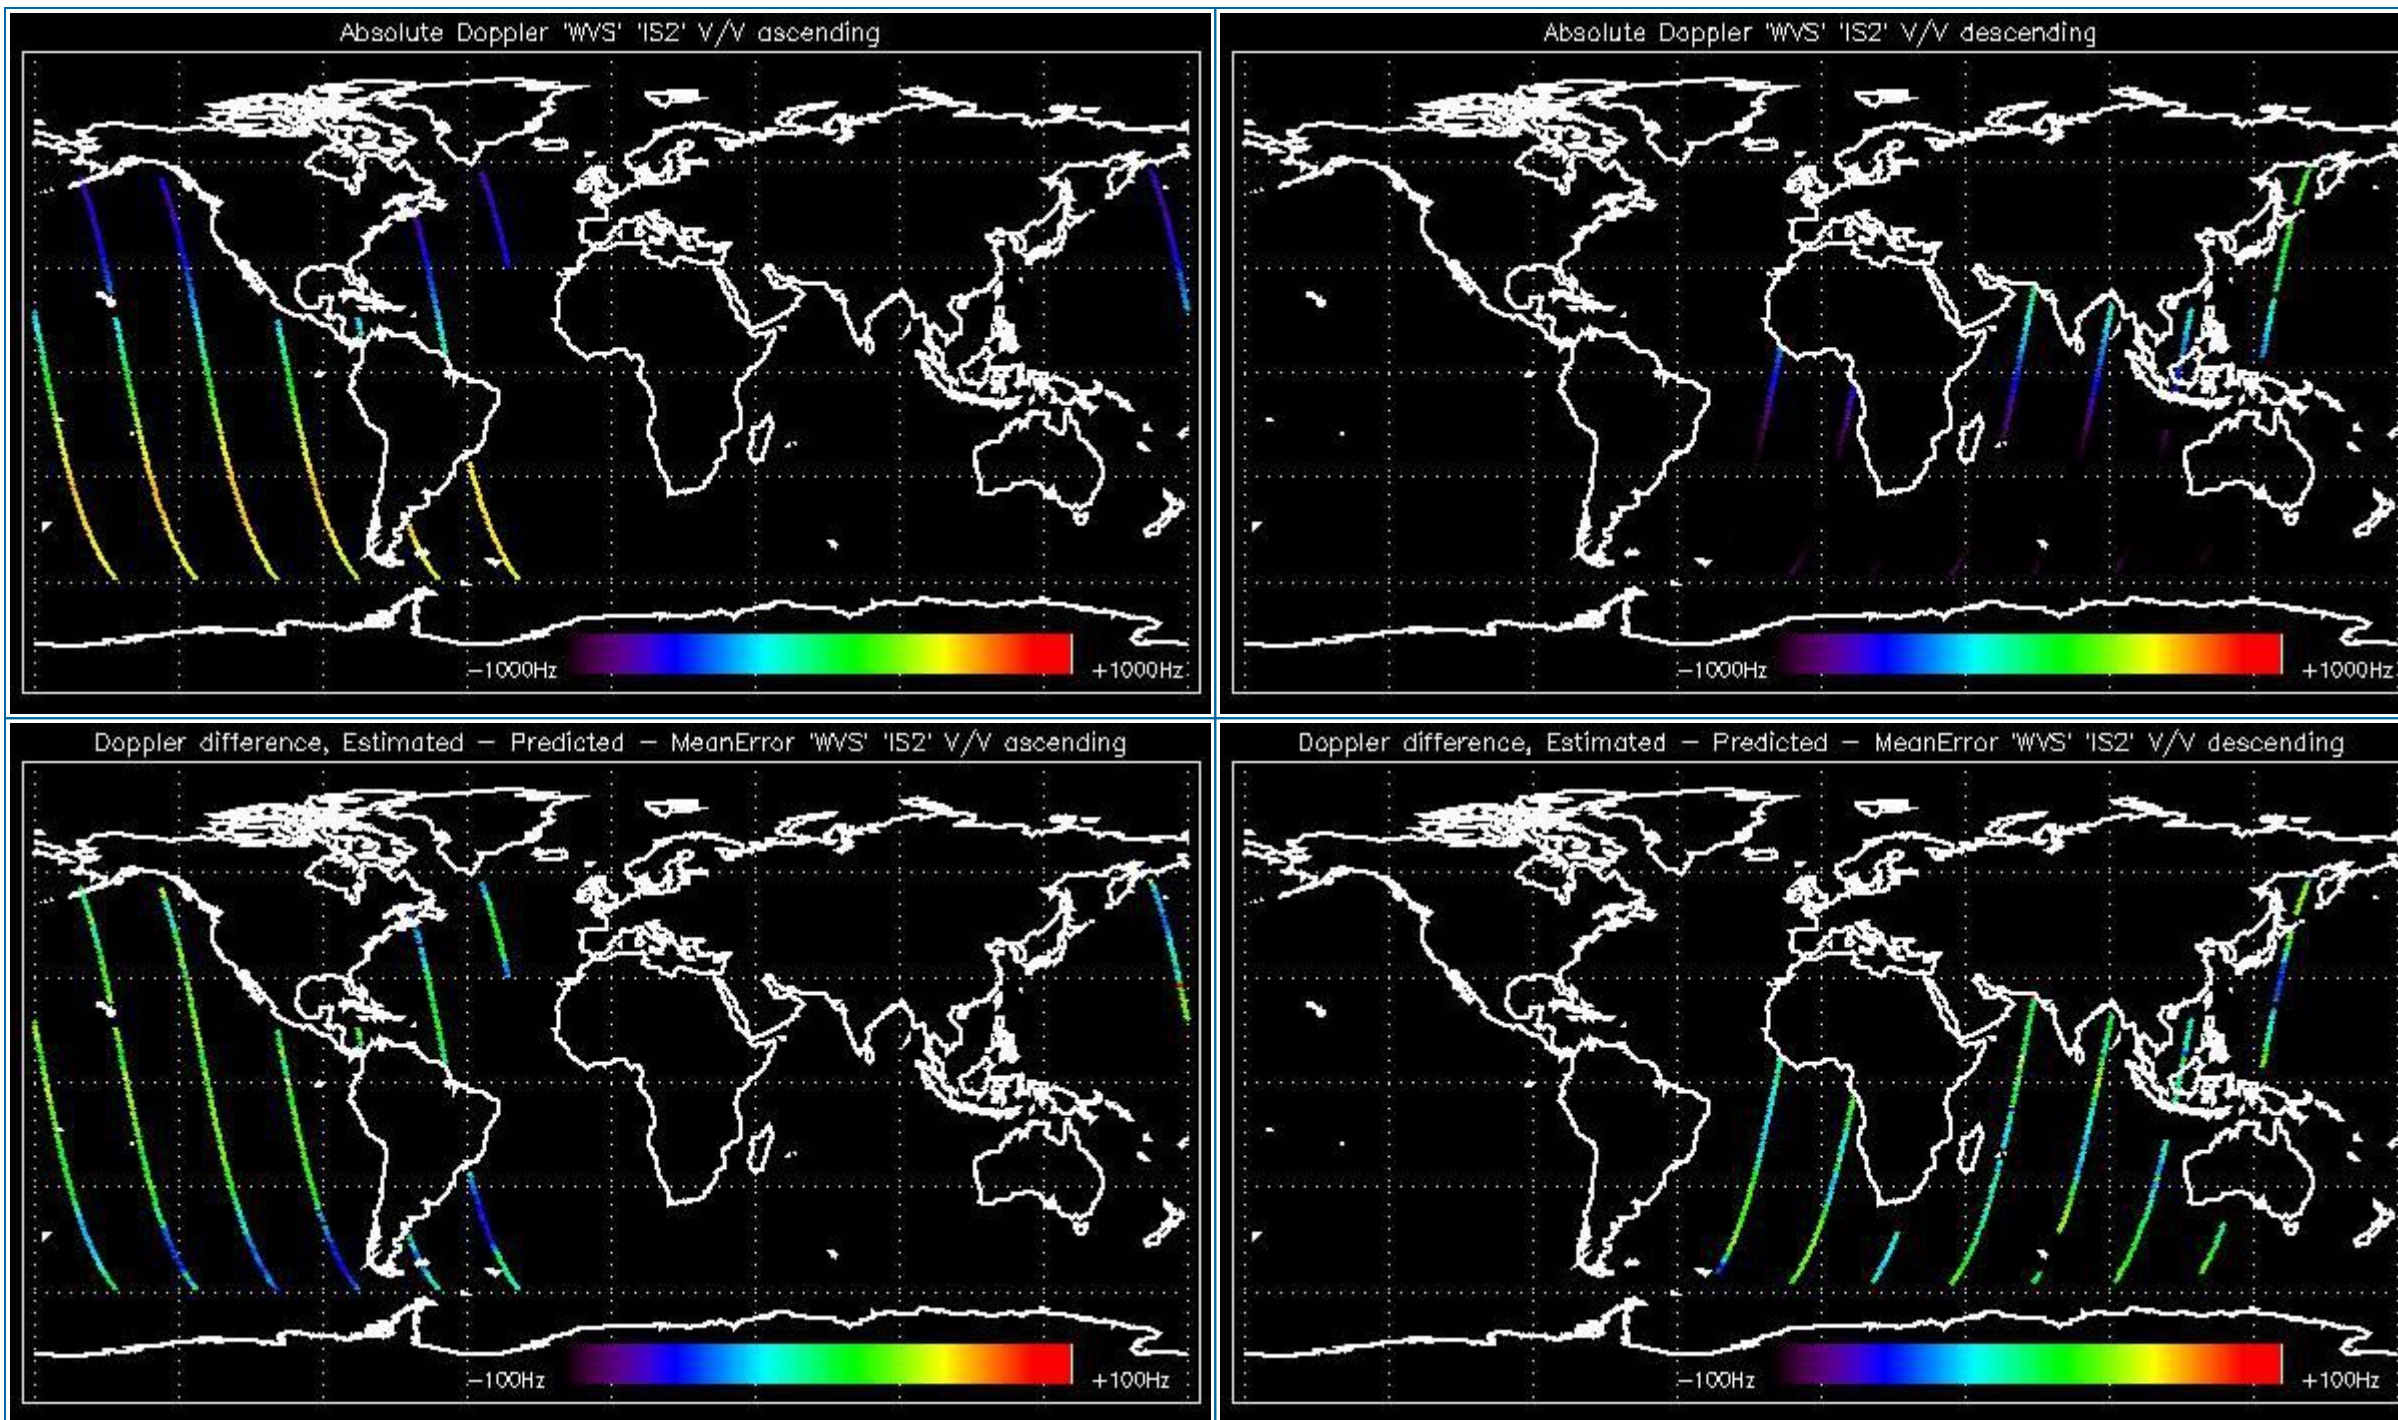 Absolute Doppler 'WVS' 'IS2' V/V ascending
-1000Hz +1000Hz
Absolute Doppler 'WVS' 'IS2' V/V descending
-1000Hz +1000Hz
Doppler difference, Estimated - Predicted - MeanError 'WVS' 'IS2' V/V ascending
-100Hz +100Hz
Doppler difference, Estimated - Predicted - MeanError 'WVS' 'IS2' V/V descending
-100Hz +100Hz